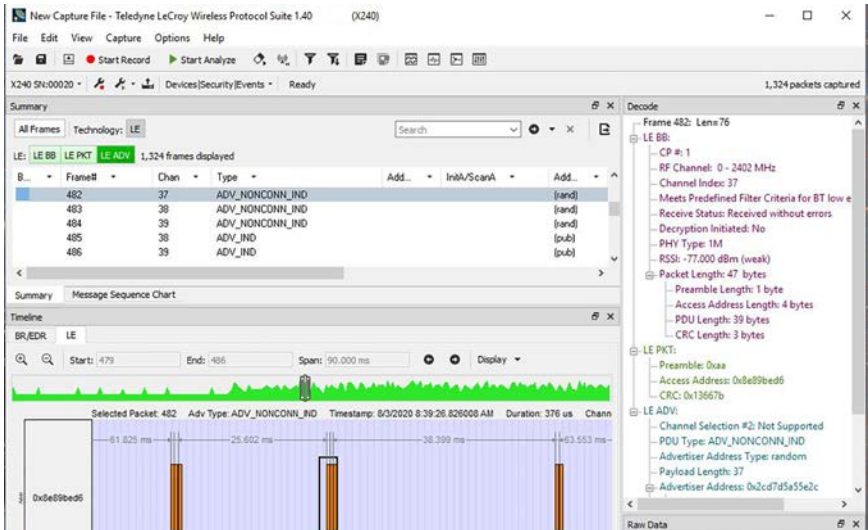 New Capture File - Teledyne LeCroy Wireless Protocol Suite 1.40 (X240)
File Edit View Capture Options Help
Start Record Start Analyze
X240 SN:00020 Devices|Security|Events Ready 1,324 packets captured
Summary
All Frames Technology: LE Search
LE: LE BB LE PKT LE ADV 1,324 frames displayed
B... Frame# Chan Type Add... InitA/ScanA Add...
482 37 ADV_NONCONN_IND (rand)
483 38 ADV_NONCONN_IND (rand)
484 39 ADV_NONCONN_IND (rand)
485 38 ADV_IND (pub)
486 39 ADV_IND (pub)
Summary Message Sequence Chart
Timeline
BR/EDR LE
Start: 479 End: 486 Span: 90.000 ms Display
Selected Packet: 482 Adv Type: ADV_NONCONN_IND Timestamp: 8/3/2020 8:39:26.826008 AM Duration: 376 us Chann
61.825 ms 25.602 ms 38.399 ms 63.553 ms
0x8e89bed6
Decode
Frame 482: Len=76
LE BB:
CP #: 1
RF Channel: 0 - 2402 MHz
Channel Index: 37
Meets Predefined Filter Criteria for BT low e
Receive Status: Received without errors
Decryption Initiated: No
PHY Type: 1M
RSSI: -77.000 dBm (weak)
Packet Length: 47 bytes
Preamble Length: 1 byte
Access Address Length: 4 bytes
PDU Length: 39 bytes
CRC Length: 3 bytes
LE PKT:
Preamble: 0xaa
Access Address: 0x8e89bed6
CRC: 0x13667b
LE ADV:
Channel Selection #2: Not Supported
PDU Type: ADV_NONCONN_IND
Advertiser Address Type: random
Payload Length: 37
Advertiser Address: 0x2cd7d5a55e2c
Raw Data